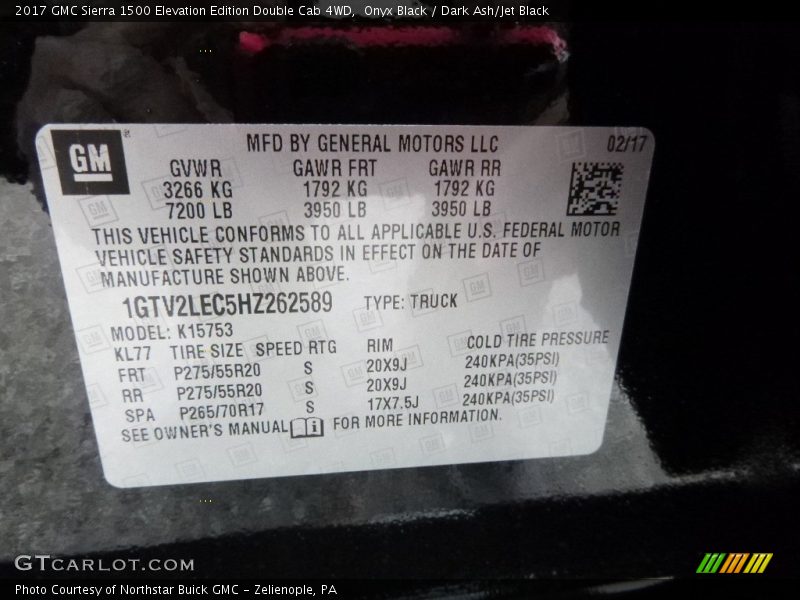 2017 GMC Sierra 1500 Elevation Edition Double Cab 4WD, Onyx Black / Dark Ash/Jet Black
GM
MFD BY GENERAL MOTORS LLC 02/17
GVWR GAWR FRT GAWR RR
3266 KG 1792 KG 1792 KG
7200 LB 3950 LB 3950 LB
THIS VEHICLE CONFORMS TO ALL APPLICABLE U.S. FEDERAL MOTOR
VEHICLE SAFETY STANDARDS IN EFFECT ON THE DATE OF
MANUFACTURE SHOWN ABOVE.
1GTV2LEC5HZ262589 TYPE: TRUCK
MODEL: K15753
KL77 TIRE SIZE SPEED RTG RIM COLD TIRE PRESSURE
FRT P275/55R20 S 20X9J 240KPA(35PSI)
RR P275/55R20 S 20X9J 240KPA(35PSI)
SPA P265/70R17 S 17X7.5J 240KPA(35PSI)
SEE OWNER'S MANUAL FOR MORE INFORMATION.
GTCARLOT.COM
Photo Courtesy of Northstar Buick GMC - Zelienople, PA